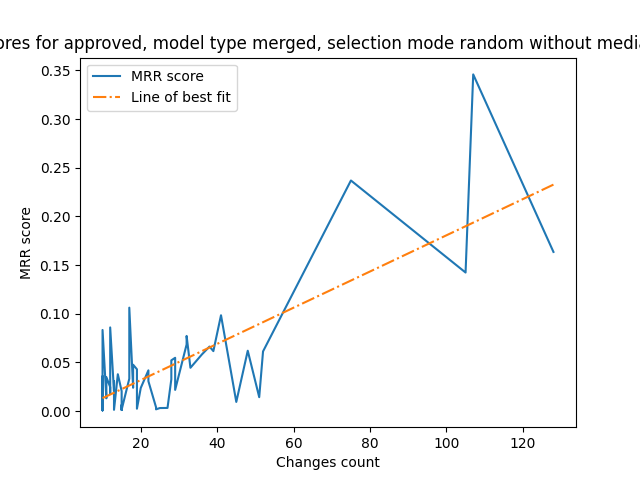 for approved, model type merged, selection mode random without
MRR score
Line of best fit
0.35
0.30
0.25
0.20
0.15
0.10
0.05
0.00
MRR score
20
40
60
80
100
120
Changes count